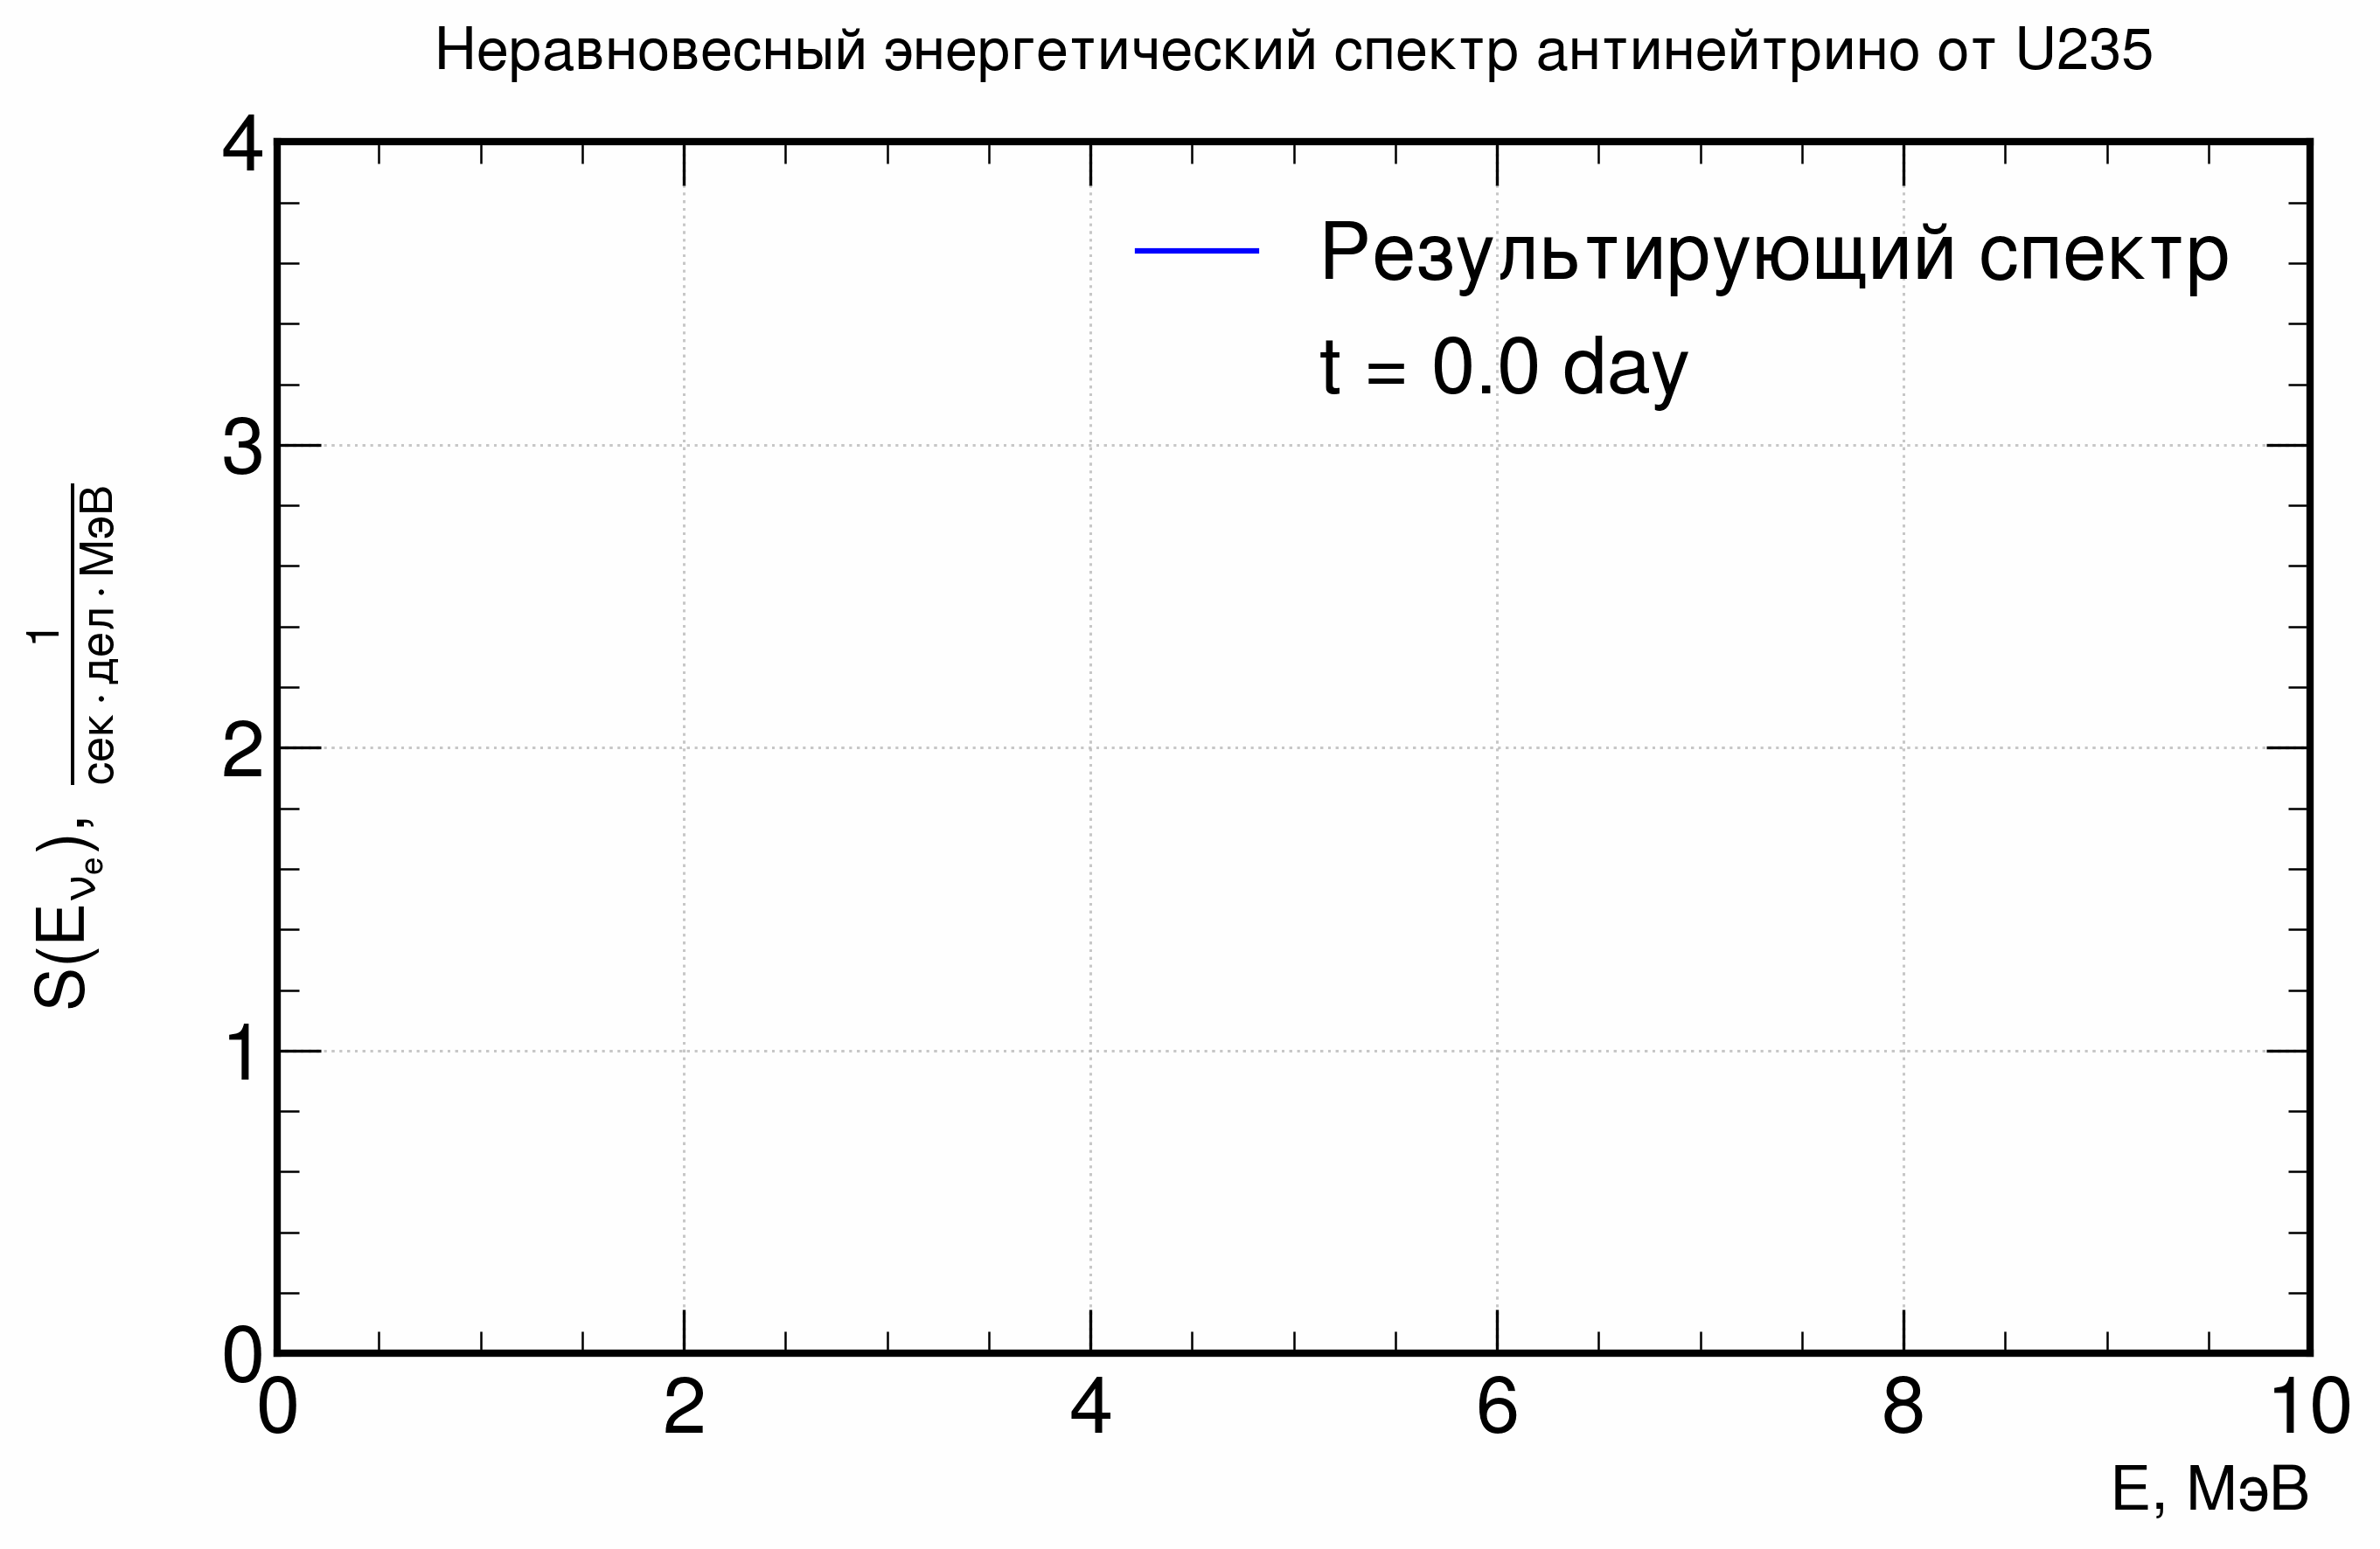 Неравновесный энергетический спектр антинейтрино от U235
S(Eνe), 1 / сек · дел · МэВ
4
3
2
1
0
Результирующий спектр
t = 0.0 day
0 2 4 6 8 10
E, МэВ